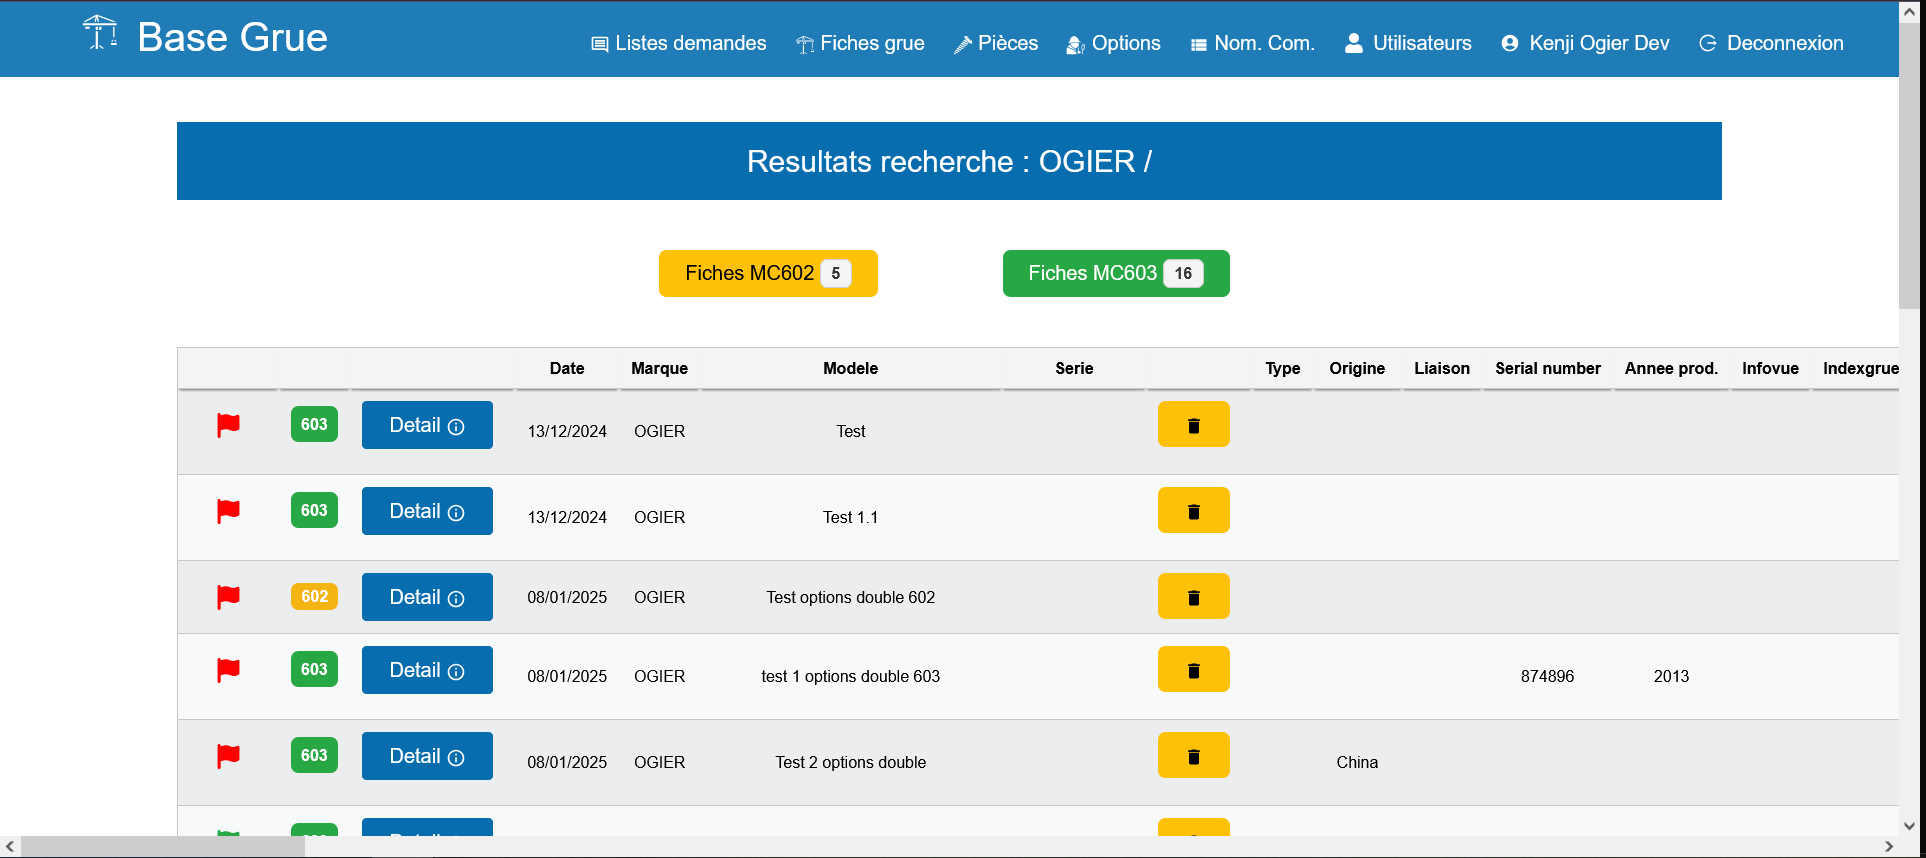 Base Grue
Listes demandes Fiches grue Pièces Options Nom. Com. Utilisateurs Kenji Ogier Dev Deconnexion
Resultats recherche : OGIER /
Fiches MC602 5 Fiches MC603 16
Date Marque Modele Serie Type Origine Liaison Serial number Annee prod. Infovue Indexgrue
603 Detail 13/12/2024 OGIER Test
603 Detail 13/12/2024 OGIER Test 1.1
602 Detail 08/01/2025 OGIER Test options double 602
603 Detail 08/01/2025 OGIER test 1 options double 603 874896 2013
603 Detail 08/01/2025 OGIER Test 2 options double China